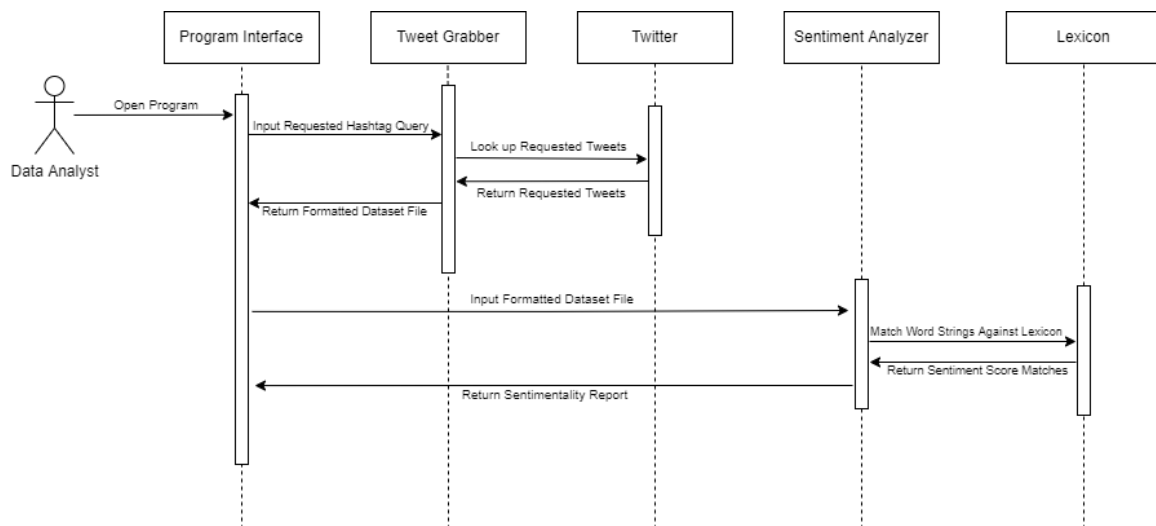 Program Interface
Tweet Grabber
Twitter
Sentiment Analyzer
Lexicon
Open Program
Input Requested Hashtag Query
Look up Requested Tweets
Data Analyst
Return Requested Tweets
Return Formatted Dataset File
Input Formatted Dataset File
Match Word Strings Against Lexicon
Return Sentiment Score Matches
Return Sentimentality Report